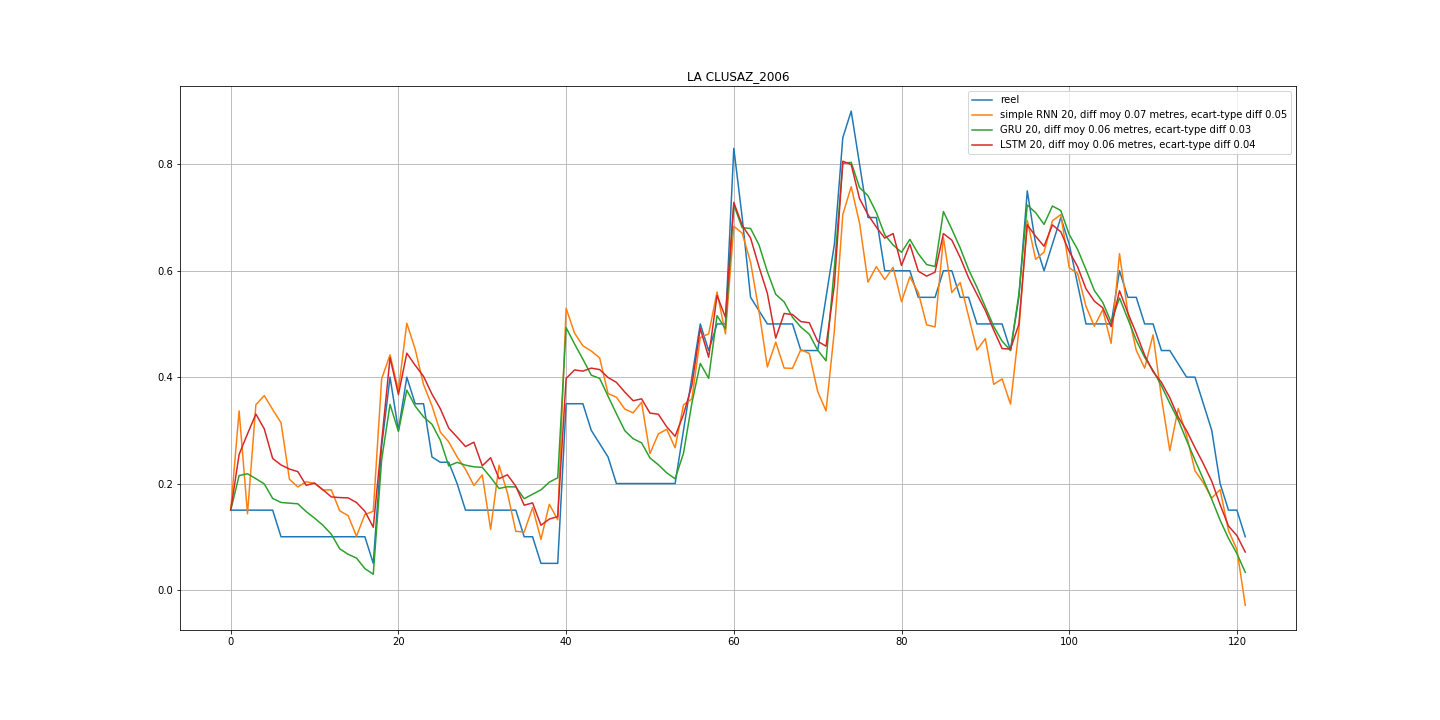 LA CLUSAZ_2006
reel
simple RNN 20, diff moy 0.07 metres, ecart-type diff 0.05
GRU 20, diff moy 0.06 metres, ecart-type diff 0.03
LSTM 20, diff moy 0.06 metres, ecart-type diff 0.04
0.8
0.6
0.4
0.2
0.0
0 20 40 60 80 100 120